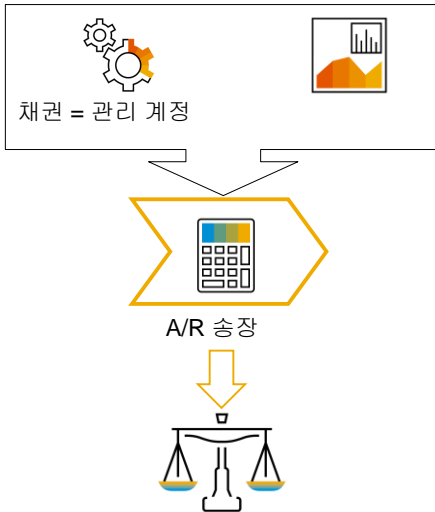 채권 = 관리 계정
A/R 송장